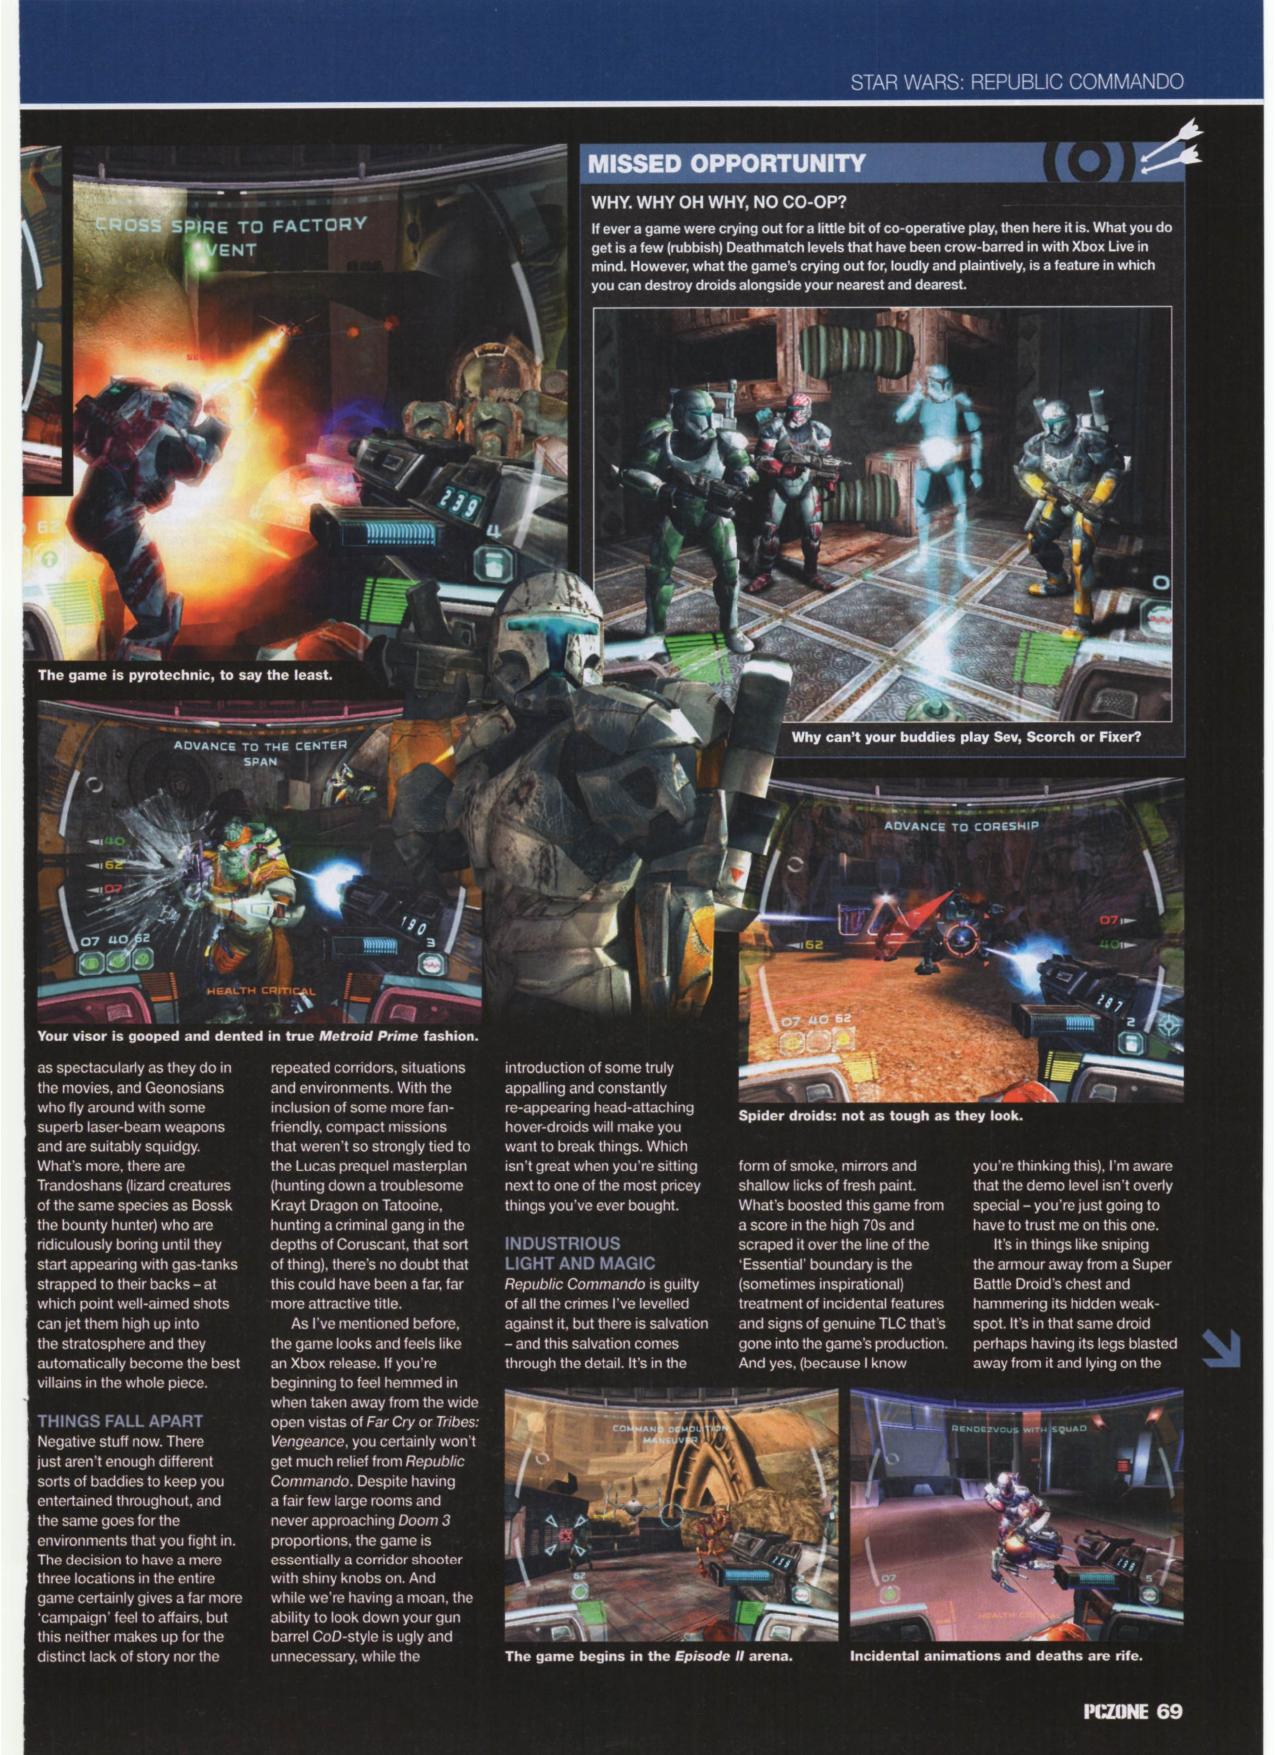 STAR WARS: REPUBLIC COMMANDO
CROSS SPIRE TO FACTORY
VENT
62
239
4
The game is pyrotechnic, to say the least.
MISSED OPPORTUNITY
WHY. WHY OH WHY, NO CO-OP?
If ever a game were crying out for a little bit of co-operative play, then here it is. What you do
get is a few (rubbish) Deathmatch levels that have been crow-barred in with Xbox Live in
mind. However, what the game's crying out for, loudly and plaintively, is a feature in which
you can destroy droids alongside your nearest and dearest.
0
Why can't your buddies play Sev, Scorch or Fixer?
ADVANCE TO THE CENTER
SPAN
40
62
07
07 40 62
190
3
HEALTH CRITICAL
Your visor is gooped and dented in true Metroid Prime fashion.
ADVANCE TO CORESHIP
07
62
40
287
07 40 62
2
Spider droids: not as tough as they look.
as spectacularly as they do in
the movies, and Geonosians
who fly around with some
superb laser-beam weapons
and are suitably squidgy.
What's more, there are
Trandoshans (lizard creatures
of the same species as Bossk
the bounty hunter) who are
ridiculously boring until they
start appearing with gas-tanks
strapped to their backs – at
which point well-aimed shots
can jet them high up into
the stratosphere and they
automatically become the best
villains in the whole piece.
THINGS FALL APART
Negative stuff now. There
just aren't enough different
sorts of baddies to keep you
entertained throughout, and
the same goes for the
environments that you fight in.
The decision to have a mere
three locations in the entire
game certainly gives a far more
'campaign' feel to affairs, but
this neither makes up for the
distinct lack of story nor the
repeated corridors, situations
and environments. With the
inclusion of some more fan-
friendly, compact missions
that weren't so strongly tied to
the Lucas prequel masterplan
(hunting down a troublesome
Krayt Dragon on Tatooine,
hunting a criminal gang in the
depths of Coruscant, that sort
of thing), there's no doubt that
this could have been a far, far
more attractive title.
As I've mentioned before,
the game looks and feels like
an Xbox release. If you're
beginning to feel hemmed in
when taken away from the wide
open vistas of Far Cry or Tribes:
Vengeance, you certainly won't
get much relief from Republic
Commando. Despite having
a fair few large rooms and
never approaching Doom 3
proportions, the game is
essentially a corridor shooter
with shiny knobs on. And
while we're having a moan, the
ability to look down your gun
barrel CoD-style is ugly and
unnecessary, while the
introduction of some truly
appalling and constantly
re-appearing head-attaching
hover-droids will make you
want to break things. Which
isn't great when you're sitting
next to one of the most pricey
things you've ever bought.
INDUSTRIOUS
LIGHT AND MAGIC
Republic Commando is guilty
of all the crimes I've levelled
against it, but there is salvation
– and this salvation comes
through the detail. It's in the
form of smoke, mirrors and
shallow licks of fresh paint.
What's boosted this game from
a score in the high 70s and
scraped it over the line of the
'Essential' boundary is the
(sometimes inspirational)
treatment of incidental features
and signs of genuine TLC that's
gone into the game's production.
And yes, (because I know
you're thinking this), I'm aware
that the demo level isn't overly
special – you're just going to
have to trust me on this one.
It's in things like sniping
the armour away from a Super
Battle Droid's chest and
hammering its hidden weak-
spot. It's in that same droid
perhaps having its legs blasted
away from it and lying on the
COMMAND DEMOLITION
MANEUVER
62
The game begins in the Episode II arena.
RENDEZVOUS WITH SQUAD
07
5
Incidental animations and deaths are rife.
PCZONE 69